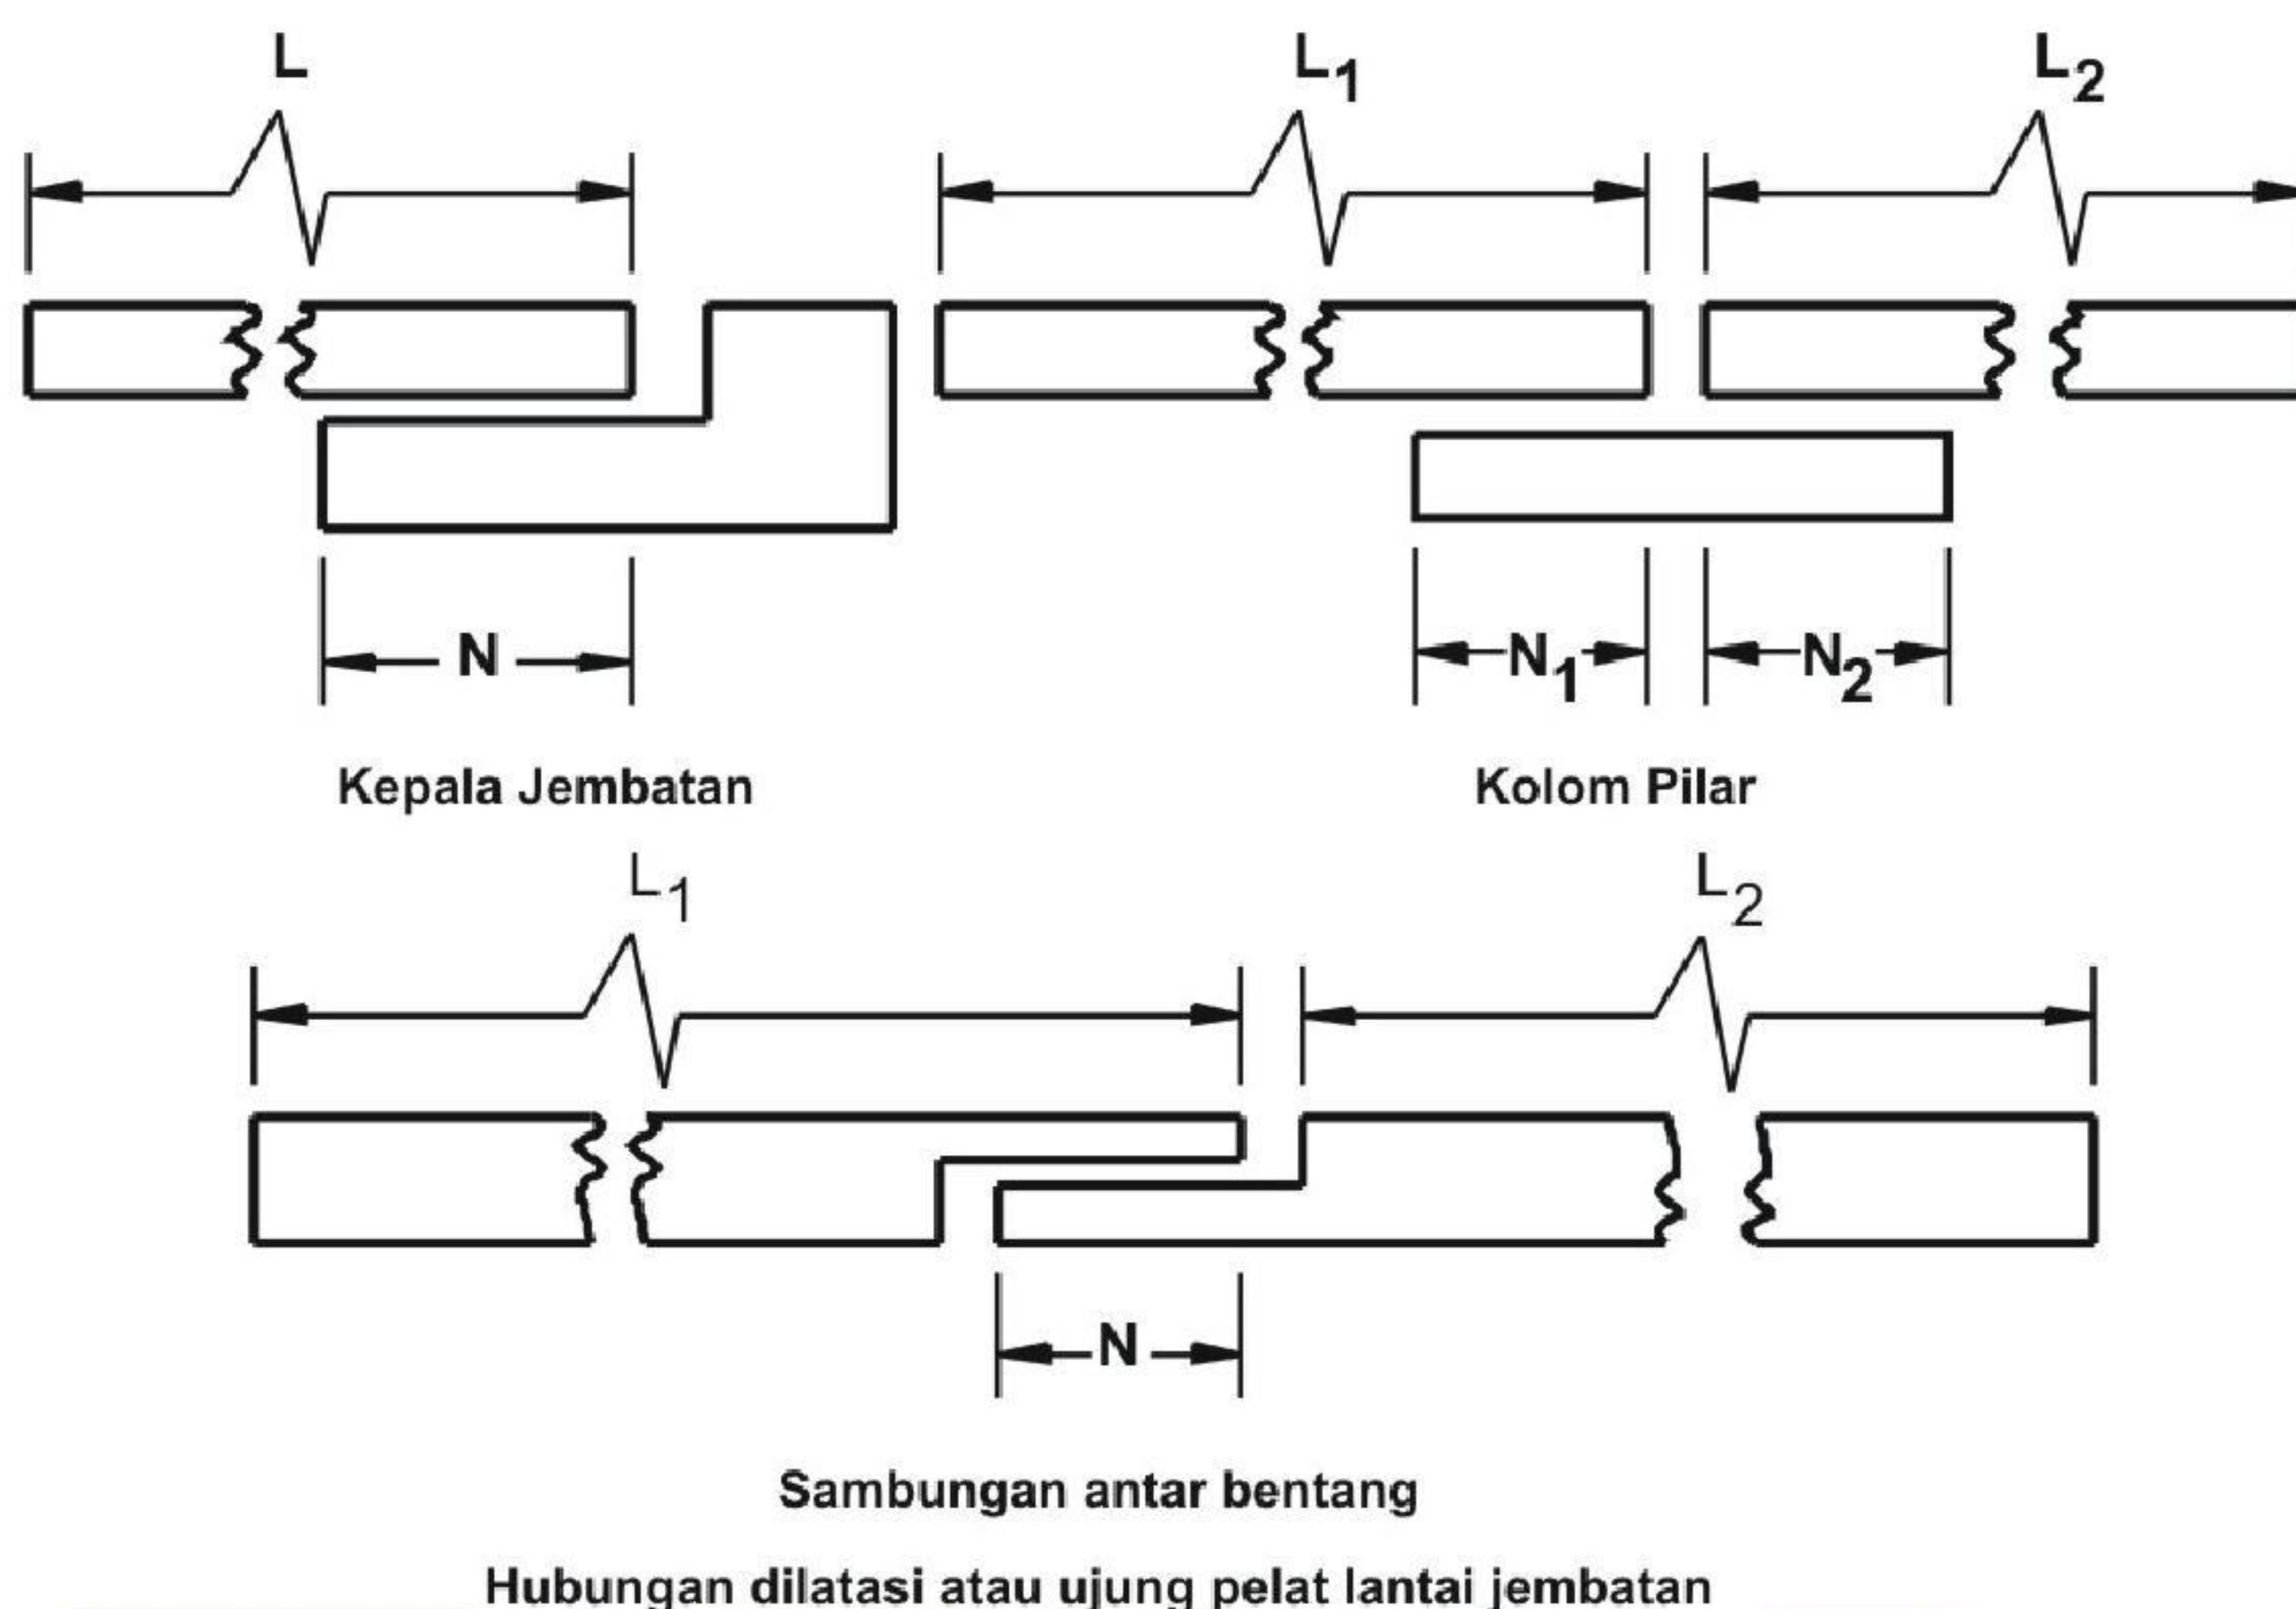 L L1 L2
N N1 N2
Kepala Jembatan Kolom Pilar
L1 L2
N
Sambungan antar bentang
Hubungan dilatasi atau ujung pelat lantai jembatan